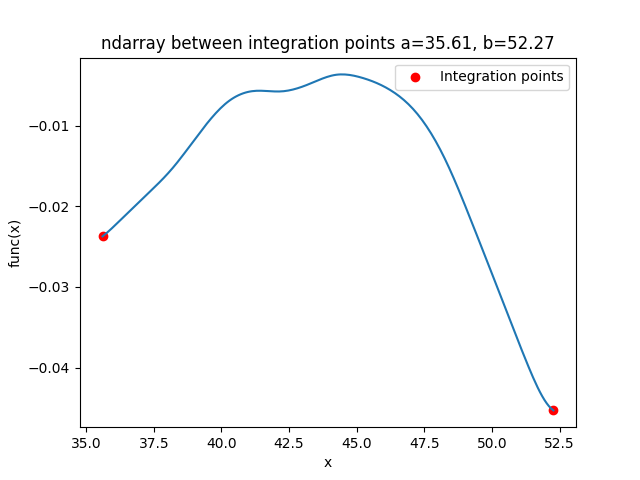 ndarray between integration points a=35.61, b=52.27
Integration points
−0.01
−0.02
−0.03
−0.04
func(x)
35.0 37.5 40.0 42.5 45.0 47.5 50.0 52.5
x